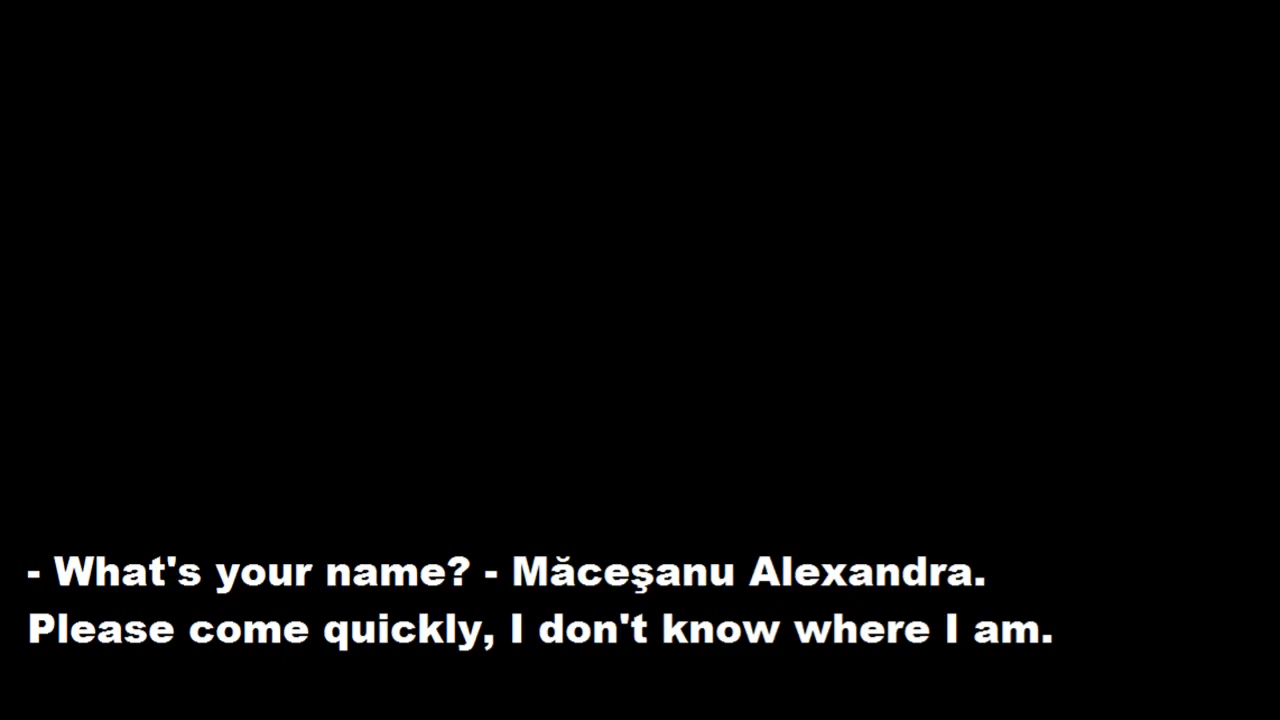 - What's your name? - Măceşanu Alexandra.
Please come quickly, I don't know where I am.